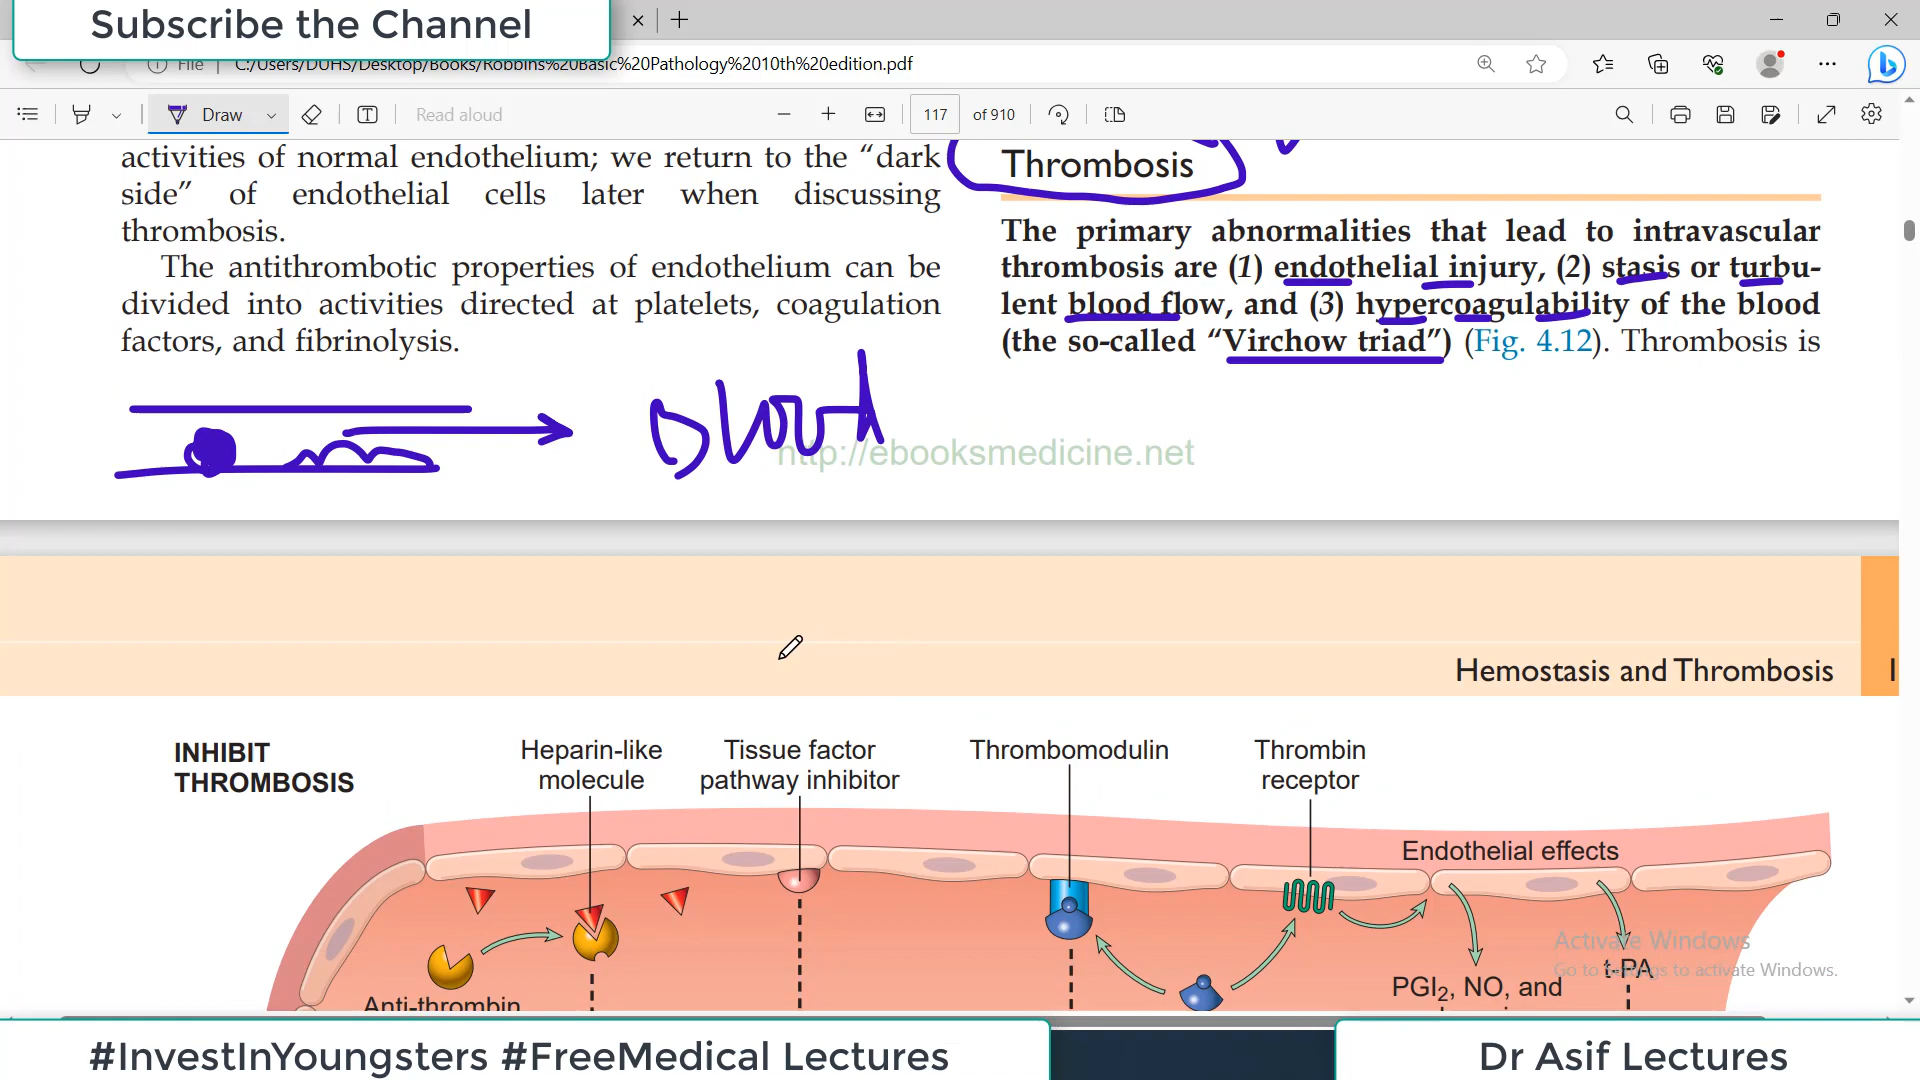 Subscribe the Channel
File
C:/Users/DUHS/Desktop/Books/Robbins%20Basic%20Pathology%2010th%20edition.pdf
Draw
Read aloud
117
of 910
activities of normal endothelium; we return to the “dark
side” of endothelial cells later when discussing
thrombosis.
The antithrombotic properties of endothelium can be
divided into activities directed at platelets, coagulation
factors, and fibrinolysis.
Thrombosis
The primary abnormalities that lead to intravascular
thrombosis are (1) endothelial injury, (2) stasis or turbu-
lent blood flow, and (3) hypercoagulability of the blood
(the so-called “Virchow triad”) (Fig. 4.12). Thrombosis is
Blood
http://ebooksmedicine.net
Hemostasis and Thrombosis
INHIBIT
THROMBOSIS
Heparin-like
molecule
Tissue factor
pathway inhibitor
Thrombomodulin
Thrombin
receptor
Endothelial effects
Anti-thrombin
PGI2, NO, and
t-PA
Activate Windows
Go to Settings to activate Windows.
#InvestInYoungsters #FreeMedical Lectures
Dr Asif Lectures